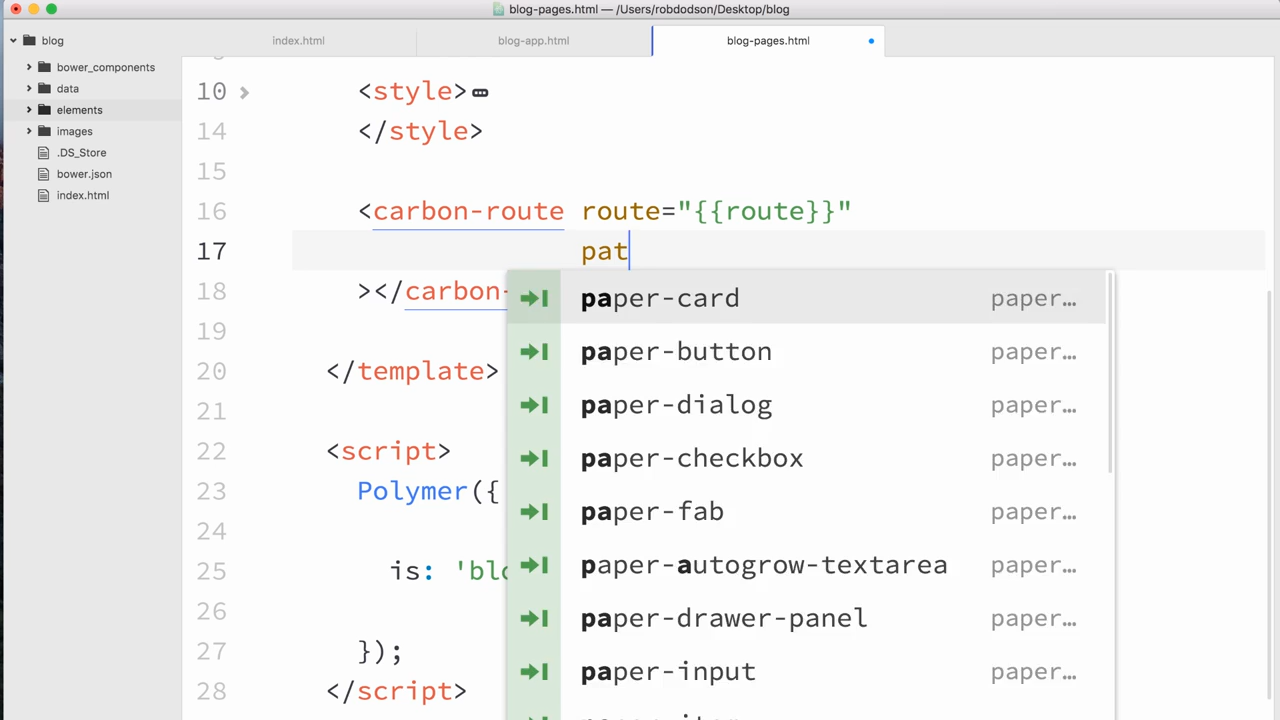 blog-pages.html — /Users/robdodson/Desktop/blog
blog
index.html
blog-app.html
blog-pages.html
bower_components
data
elements
images
.DS_Store
bower.json
index.html
10 <style>
14 </style>
15
16 <carbon-route route="{{route}}"
17 pat
18 ></carbon-
19
20 </template>
21
22 <script>
23 Polymer({
24
25 is: 'blo
26
27 });
28 </script>
paper-card paper…
paper-button paper…
paper-dialog paper…
paper-checkbox paper…
paper-fab paper…
paper-autogrow-textarea paper…
paper-drawer-panel paper…
paper-input paper…